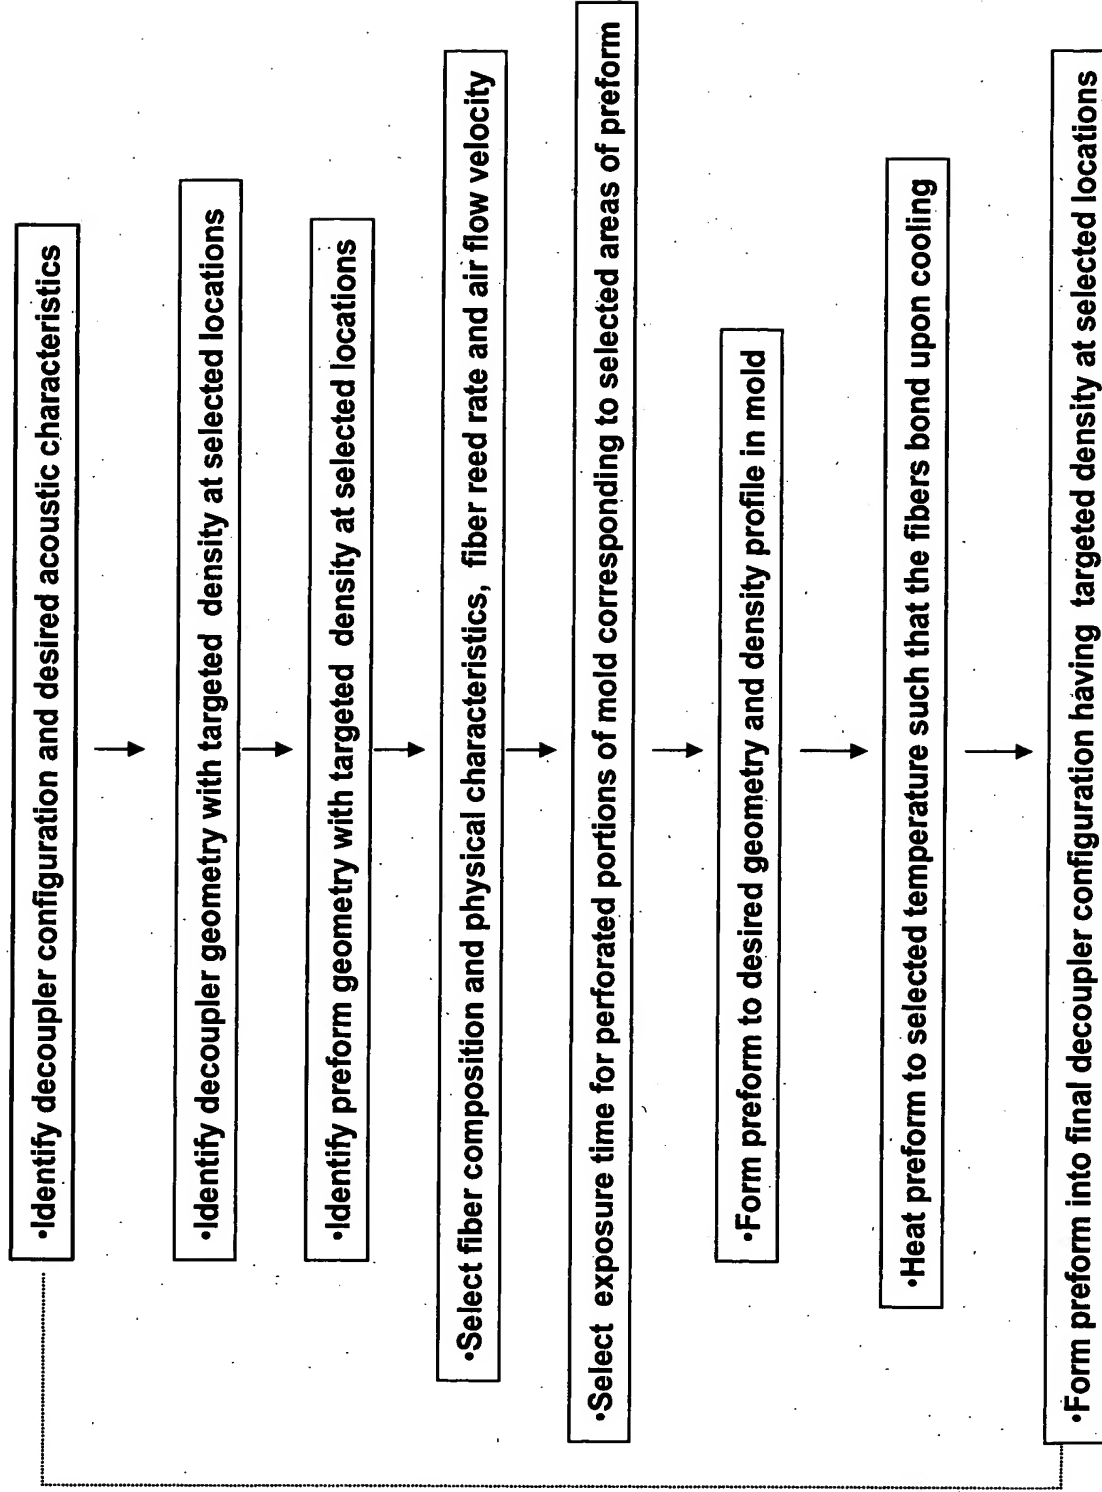 •Identify decoupler configuration and desired acoustic characteristics
•Identify decoupler geometry with targeted density at selected locations
•Identify preform geometry with targeted density at selected locations
•Select fiber composition and physical characteristics, fiber reed rate and air flow velocity
•Select exposure time for perforated portions of mold corresponding to selected areas of preform
•Form preform to desired geometry and density profile in mold
•Heat preform to selected temperature such that the fibers bond upon cooling
•Form preform into final decoupler configuration having targeted density at selected locations